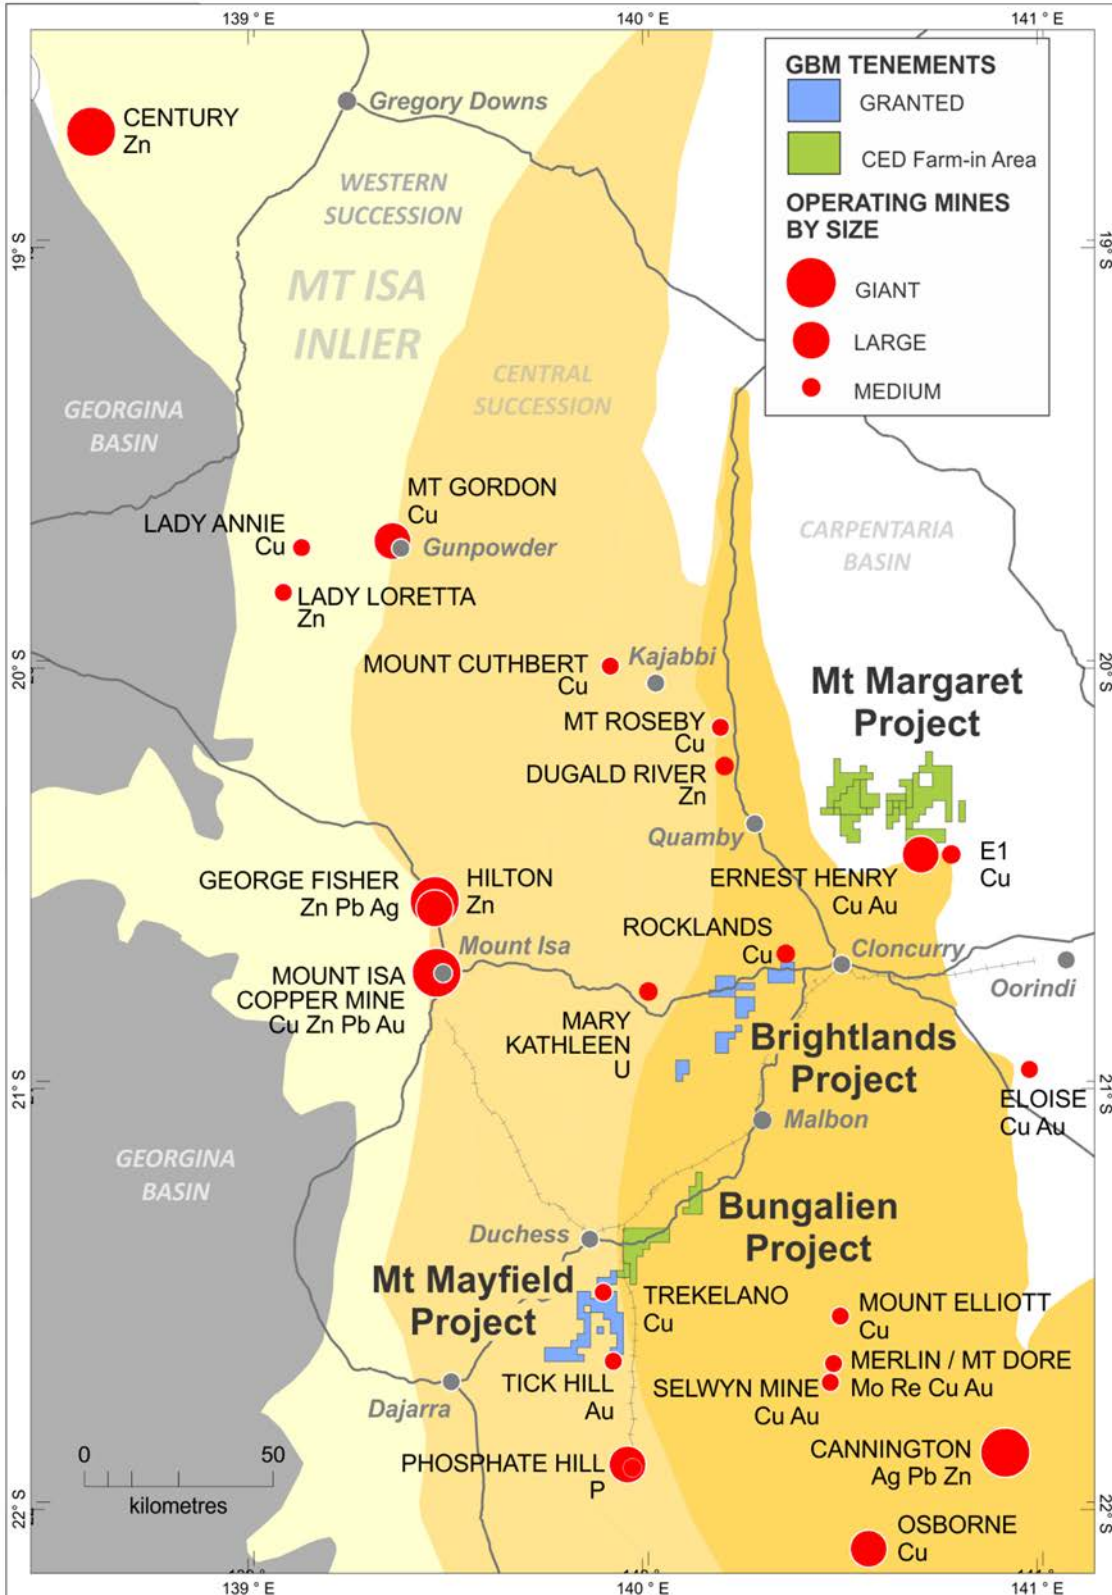 139 ° E
140 ° E
141 ° E
GBM TENEMENTS
GRANTED
CED Farm-in Area
OPERATING MINES
BY SIZE
GIANT
LARGE
MEDIUM
CENTURY
Zn
Gregory Downs
WESTERN
SUCCESSION
19° S
19° S
MT ISA
INLIER
CENTRAL
SUCCESSION
GEORGINA
BASIN
MT GORDON
Cu
LADY ANNIE
Cu
Gunpowder
CARPENTARIA
BASIN
LADY LORETTA
Zn
20° S
20° S
MOUNT CUTHBERT
Cu
Kajabbi
Mt Margaret
Project
MT ROSEBY
Cu
DUGALD RIVER
Zn
Quamby
E1
Cu
ERNEST HENRY
Cu Au
GEORGE FISHER
Zn Pb Ag
HILTON
Zn
ROCKLANDS
Cu
Mount Isa
Cloncurry
Oorindi
MOUNT ISA
COPPER MINE
Cu Zn Pb Au
MARY
KATHLEEN
U
Brightlands
Project
21° S
21° S
ELOISE
Cu Au
Malbon
GEORGINA
BASIN
Bungalien
Project
Duchess
Mt Mayfield
Project
TREKELANO
Cu
MOUNT ELLIOTT
Cu
MERLIN / MT DORE
Mo Re Cu Au
TICK HILL
Au
SELWYN MINE
Cu Au
Dajarra
CANNINGTON
Ag Pb Zn
PHOSPHATE HILL
P
0
50
kilometres
22° S
22° S
OSBORNE
Cu
139 ° E
140 ° E
141 ° E